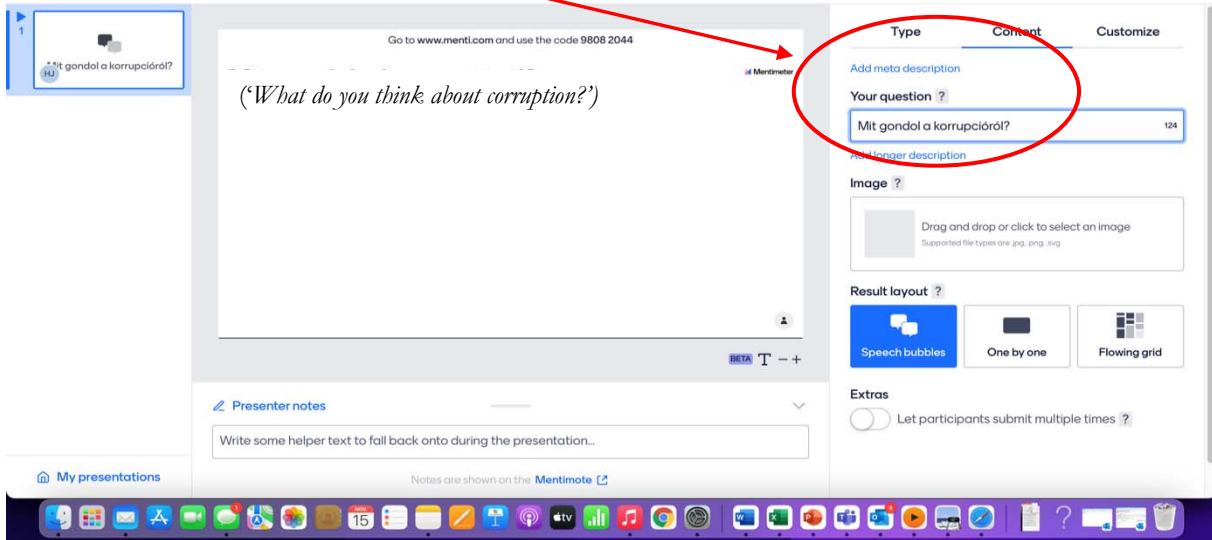 1
Mit gondol a korrupcióról?
HJ
My presentations
Go to www.menti.com and use the code 9808 2044
Mentimeter
('What do you think about corruption?')
BETA T − +
Presenter notes
Write some helper text to fall back onto during the presentation...
Notes are shown on the Mentimote
Type Content Customize
Add meta description
Your question ?
Mit gondol a korrupcióról? 124
Add longer description
Image ?
Drag and drop or click to select an image
Supported file types are .jpg, .png, .svg
Result layout ?
Speech bubbles One by one Flowing grid
Extras
Let participants submit multiple times ?
15
tv